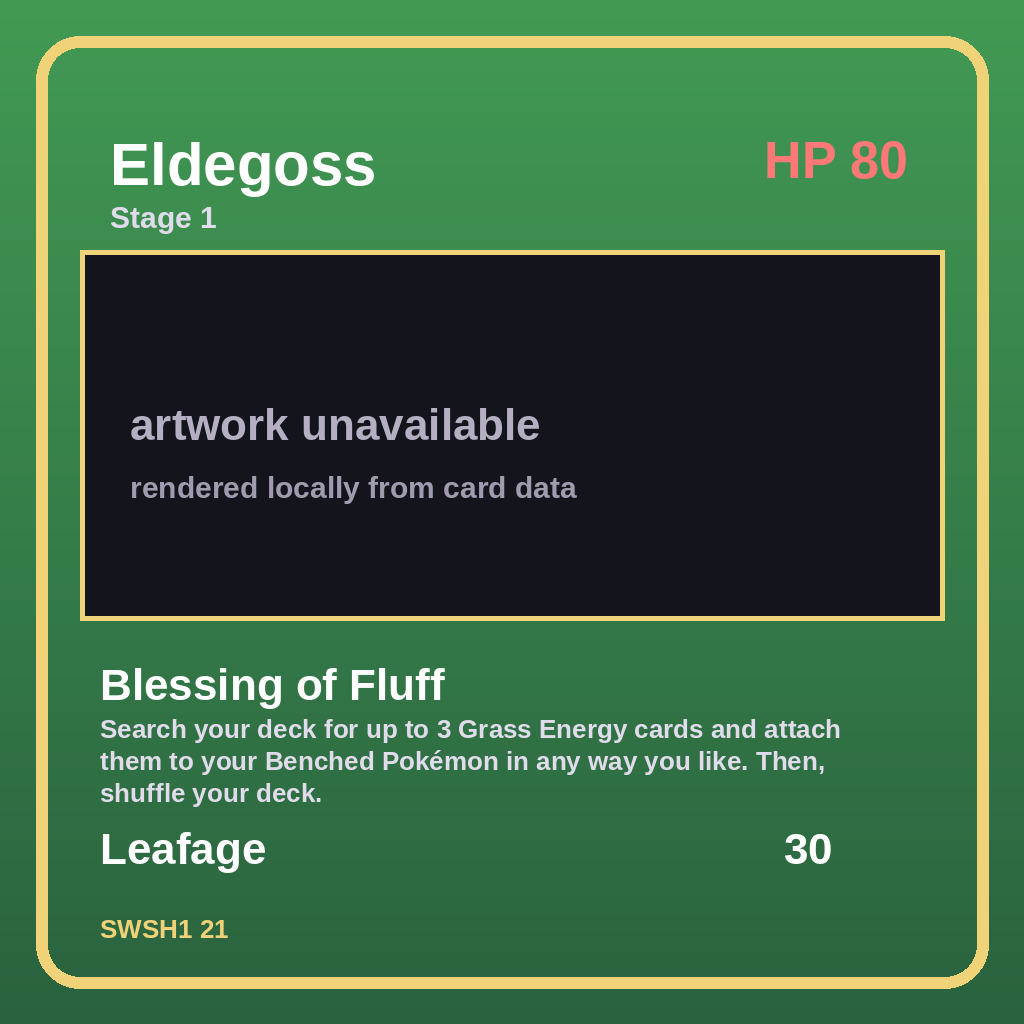 Eldegoss
HP 80
Stage 1
artwork unavailable
rendered locally from card data
Blessing of Fluff
Search your deck for up to 3 Grass Energy cards and attach
them to your Benched Pokémon in any way you like. Then,
shuffle your deck.
Leafage 30
SWSH1 21